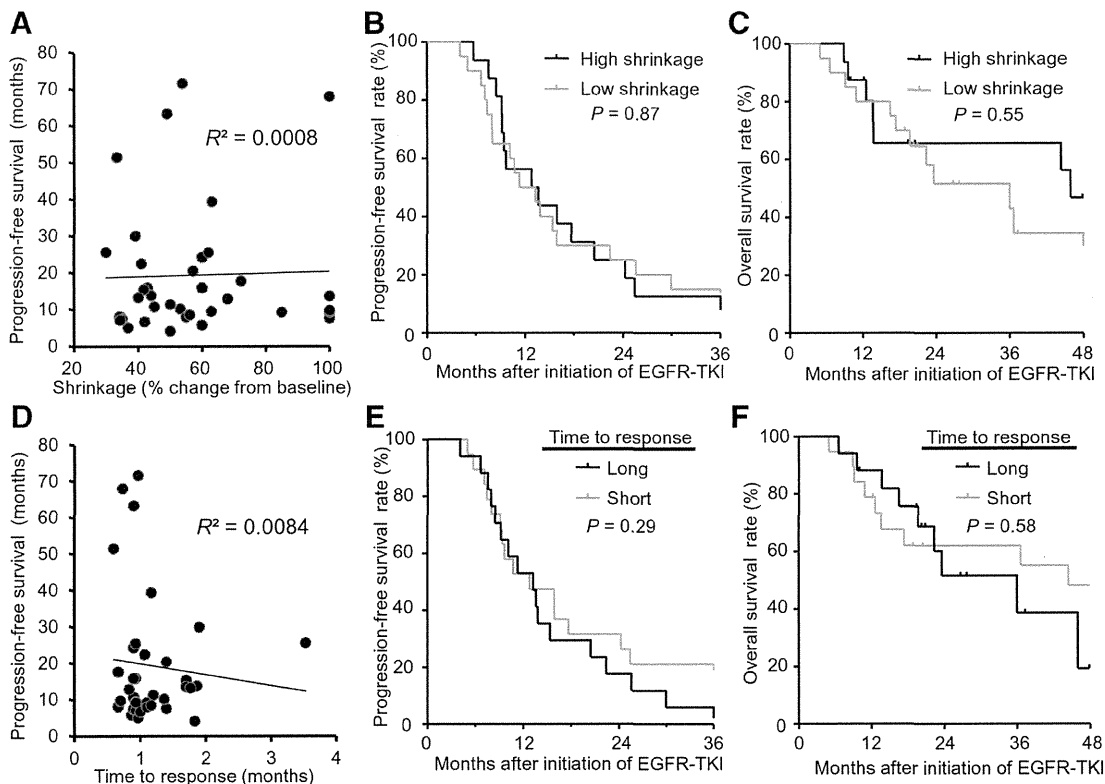 A
80
70
60
50
40
30
20
10
0
Progression-free survival (months)
R² = 0.0008
20 40 60 80 100
Shrinkage (% change from baseline)
B
100
80
60
40
20
0
Progression-free survival rate (%)
High shrinkage
Low shrinkage
P = 0.87
0 12 24 36
Months after initiation of EGFR-TKI
C
100
80
60
40
20
0
Overall survival rate (%)
High shrinkage
Low shrinkage
P = 0.55
0 12 24 36 48
Months after initiation of EGFR-TKI
D
80
70
60
50
40
30
20
10
0
Progression-free survival (months)
R² = 0.0084
0 1 2 3 4
Time to response (months)
E
100
80
60
40
20
0
Progression-free survival rate (%)
Time to response
Long
Short
P = 0.29
0 12 24 36
Months after initiation of EGFR-TKI
F
100
80
60
40
20
0
Overall survival rate (%)
Time to response
Long
Short
P = 0.58
0 12 24 36 48
Months after initiation of EGFR-TKI